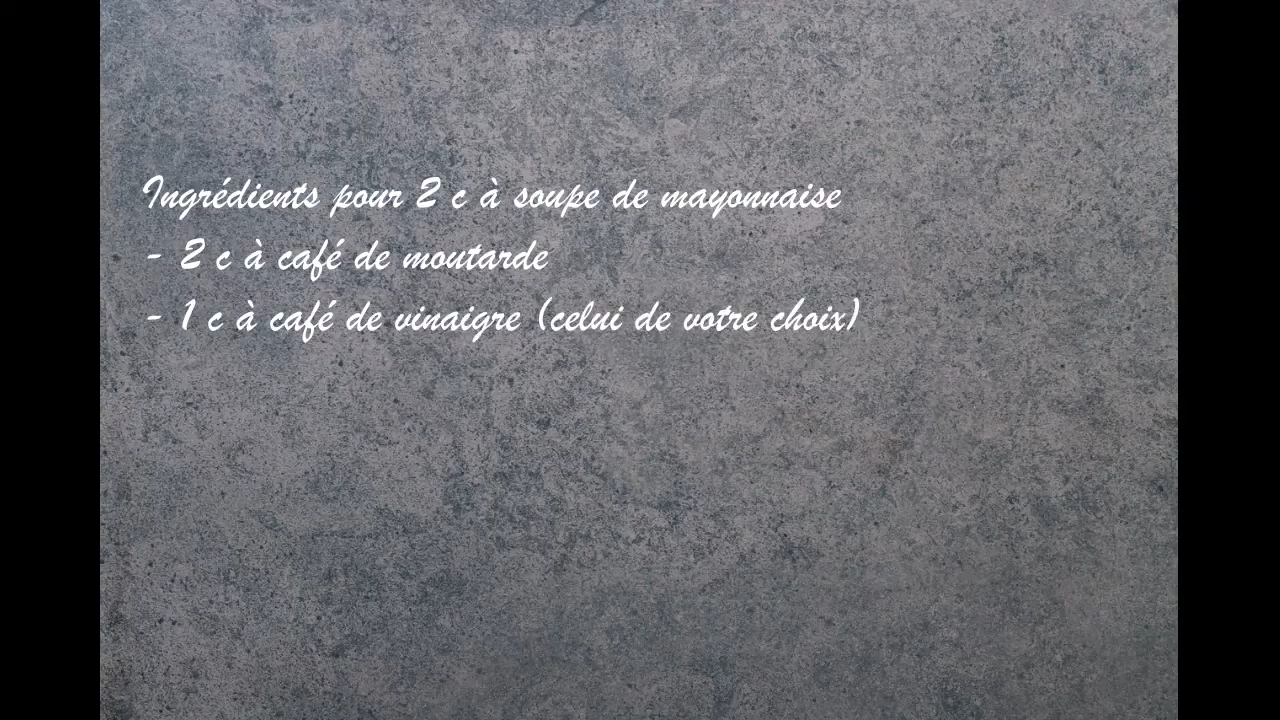 Ingrédients pour 2 c à soupe de mayonnaise
- 2 c à café de moutarde
- 1 c à café de vinaigre (celui de votre choix)